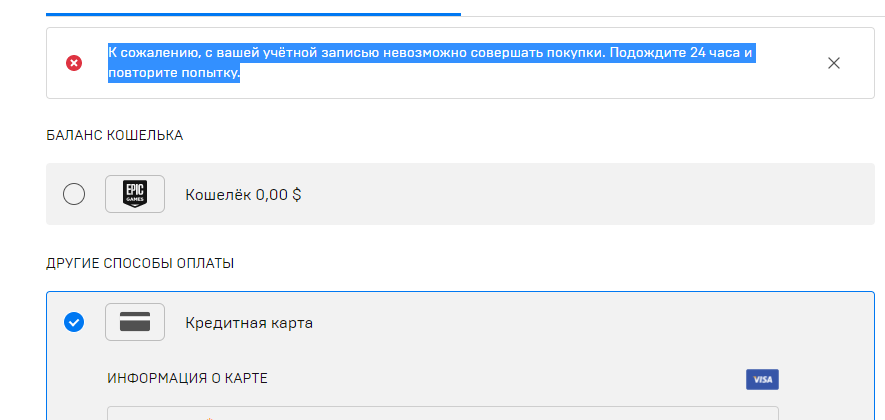 К сожалению, с вашей учётной записью невозможно совершать покупки. Подождите 24 часа и
повторите попытку.
БАЛАНС КОШЕЛЬКА
EPIC
GAMES
Кошелёк 0,00 $
ДРУГИЕ СПОСОБЫ ОПЛАТЫ
Кредитная карта
ИНФОРМАЦИЯ О КАРТЕ
VISA